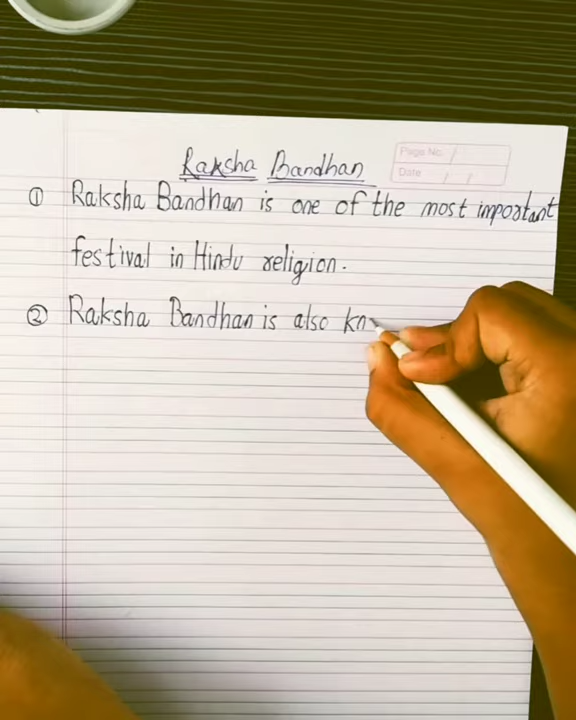 Raksha Bandhan
Page No.
Date
① Raksha Bandhan is one of the most important
festival in Hindu religion.
② Raksha Bandhan is also kn